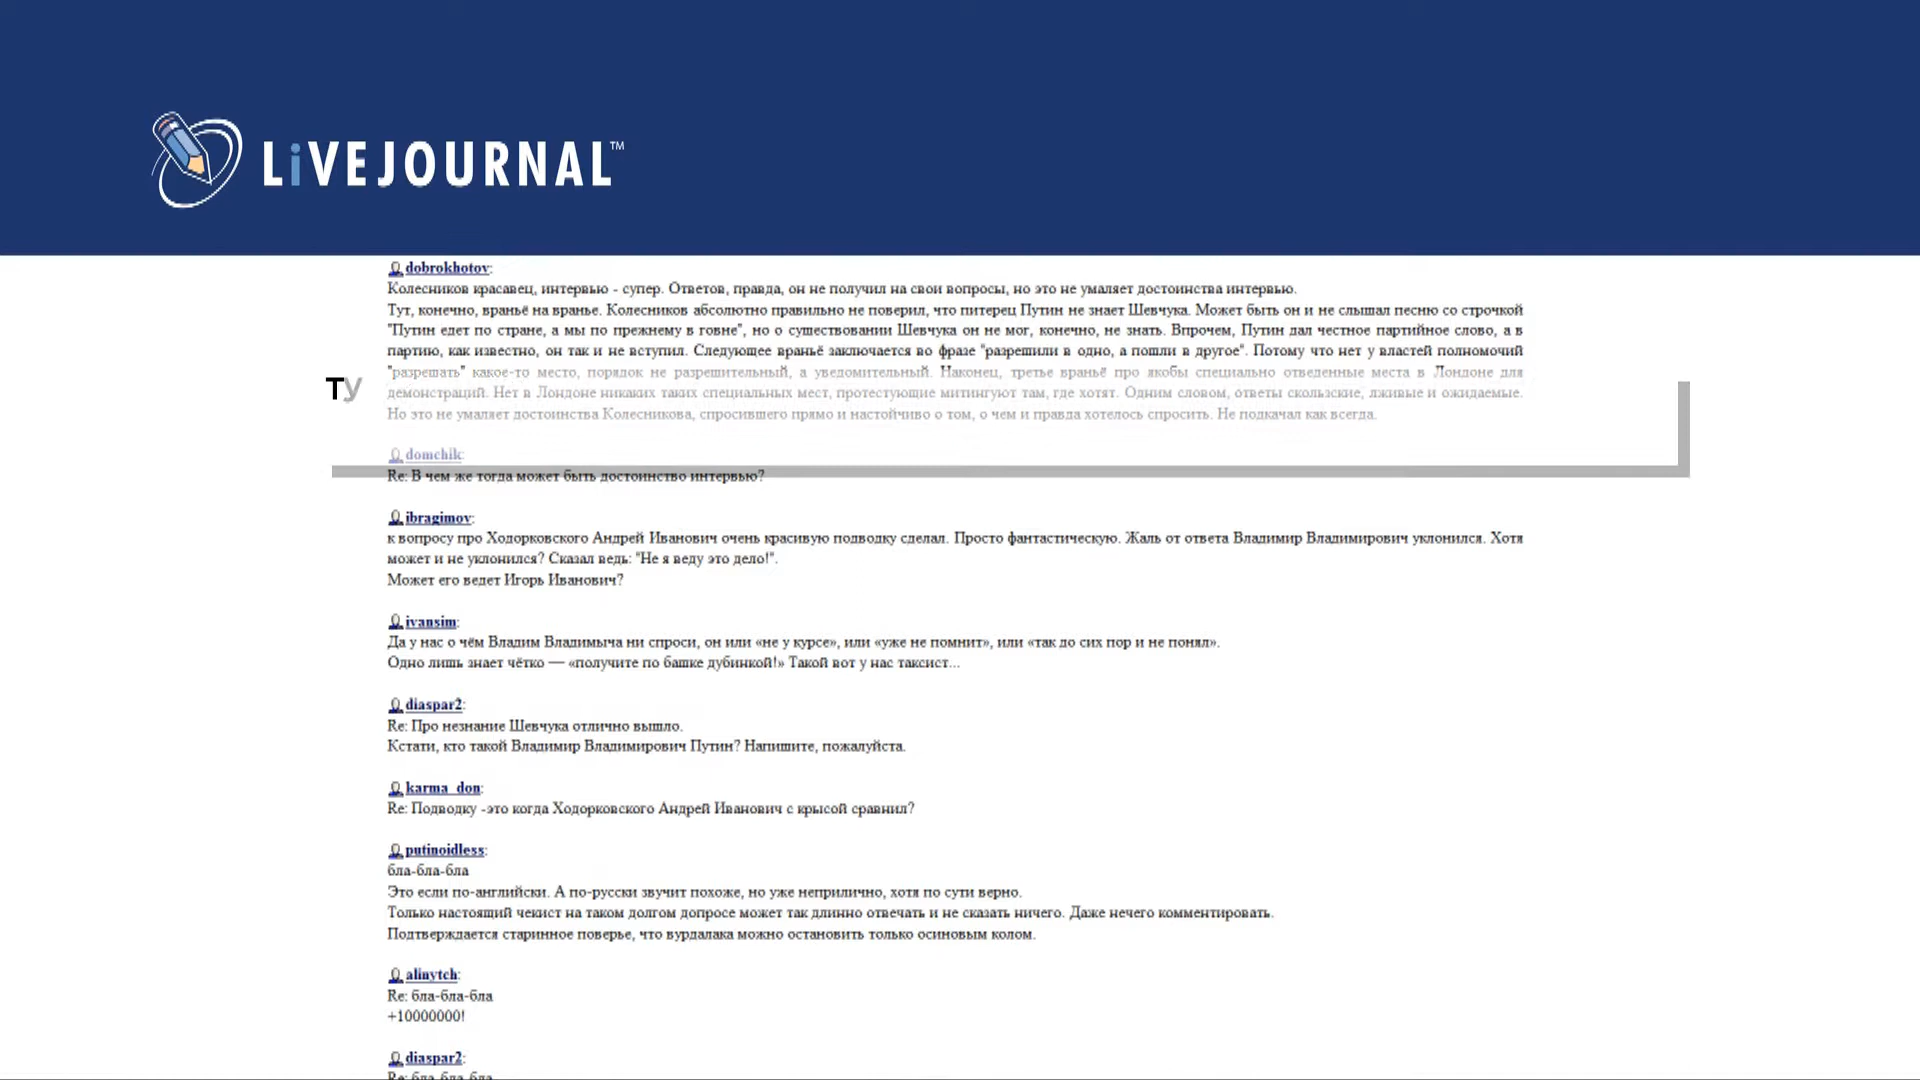 LiVEJOURNAL™
dobrokhotov:
Колесников красавец, интервью - супер. Ответов, правда, он не получил на свои вопросы, но это не умаляет достоинства интервью.
Тут, конечно, враньё на вранье. Колесников абсолютно правильно не поверил, что питерец Путин не знает Шевчука. Может быть он и не слышал песню со строчкой
"Путин едет по стране, а мы по прежнему в говне", но о существовании Шевчука он не мог, конечно, не знать. Впрочем, Путин дал честное партийное слово, а в
партию, как известно, он так и не вступил. Следующее враньё заключается во фразе "разрешили в одно, а пошли в другое". Потому что нет у властей полномочий
"разрешать" какое-то место, порядок не разрешительный, а уведомительный. Наконец, третье враньё про якобы специально отведенные места в Лондоне для
ту
демонстраций. Нет в Лондоне никаких таких специальных мест, протестующие митингуют там, где хотят. Одним словом, ответы скользские, лживые и ожидаемые.
Но это не умаляет достоинства Колесникова, спросившего прямо и настойчиво о том, о чем и правда хотелось спросить. Не подкачал как всегда.
domchik:
Re: В чем же тогда может быть достоинство интервью?
ibragimov:
к вопросу про Ходорковского Андрей Иванович очень красивую подводку сделал. Просто фантастическую. Жаль от ответа Владимир Владимирович уклонился. Хотя
может и не уклонился? Сказал ведь: "Не я веду это дело!".
Может его ведет Игорь Иванович?
ivansim:
Да у нас о чём Владим Владимыча ни спроси, он или «не у курсе», или «уже не помнит», или «так до сих пор и не понял».
Одно лишь знает чётко — «получите по башке дубинкой!» Такой вот у нас таксист...
diaspar2:
Re: Про незнание Шевчука отлично вышло.
Кстати, кто такой Владимир Владимирович Путин? Напишите, пожалуйста.
karma_don:
Re: Подводку -это когда Ходорковского Андрей Иванович с крысой сравнил?
putinoidless:
бла-бла-бла
Это если по-английски. А по-русски звучит похоже, но уже неприлично, хотя по сути верно.
Только настоящий чекист на таком долгом допросе может так длинно отвечать и не сказать ничего. Даже нечего комментировать.
Подтверждается старинное поверье, что вурдалака можно остановить только осиновым колом.
alinytch:
Re: бла-бла-бла
+10000000!
diaspar2:
Re: бла-бла-бла